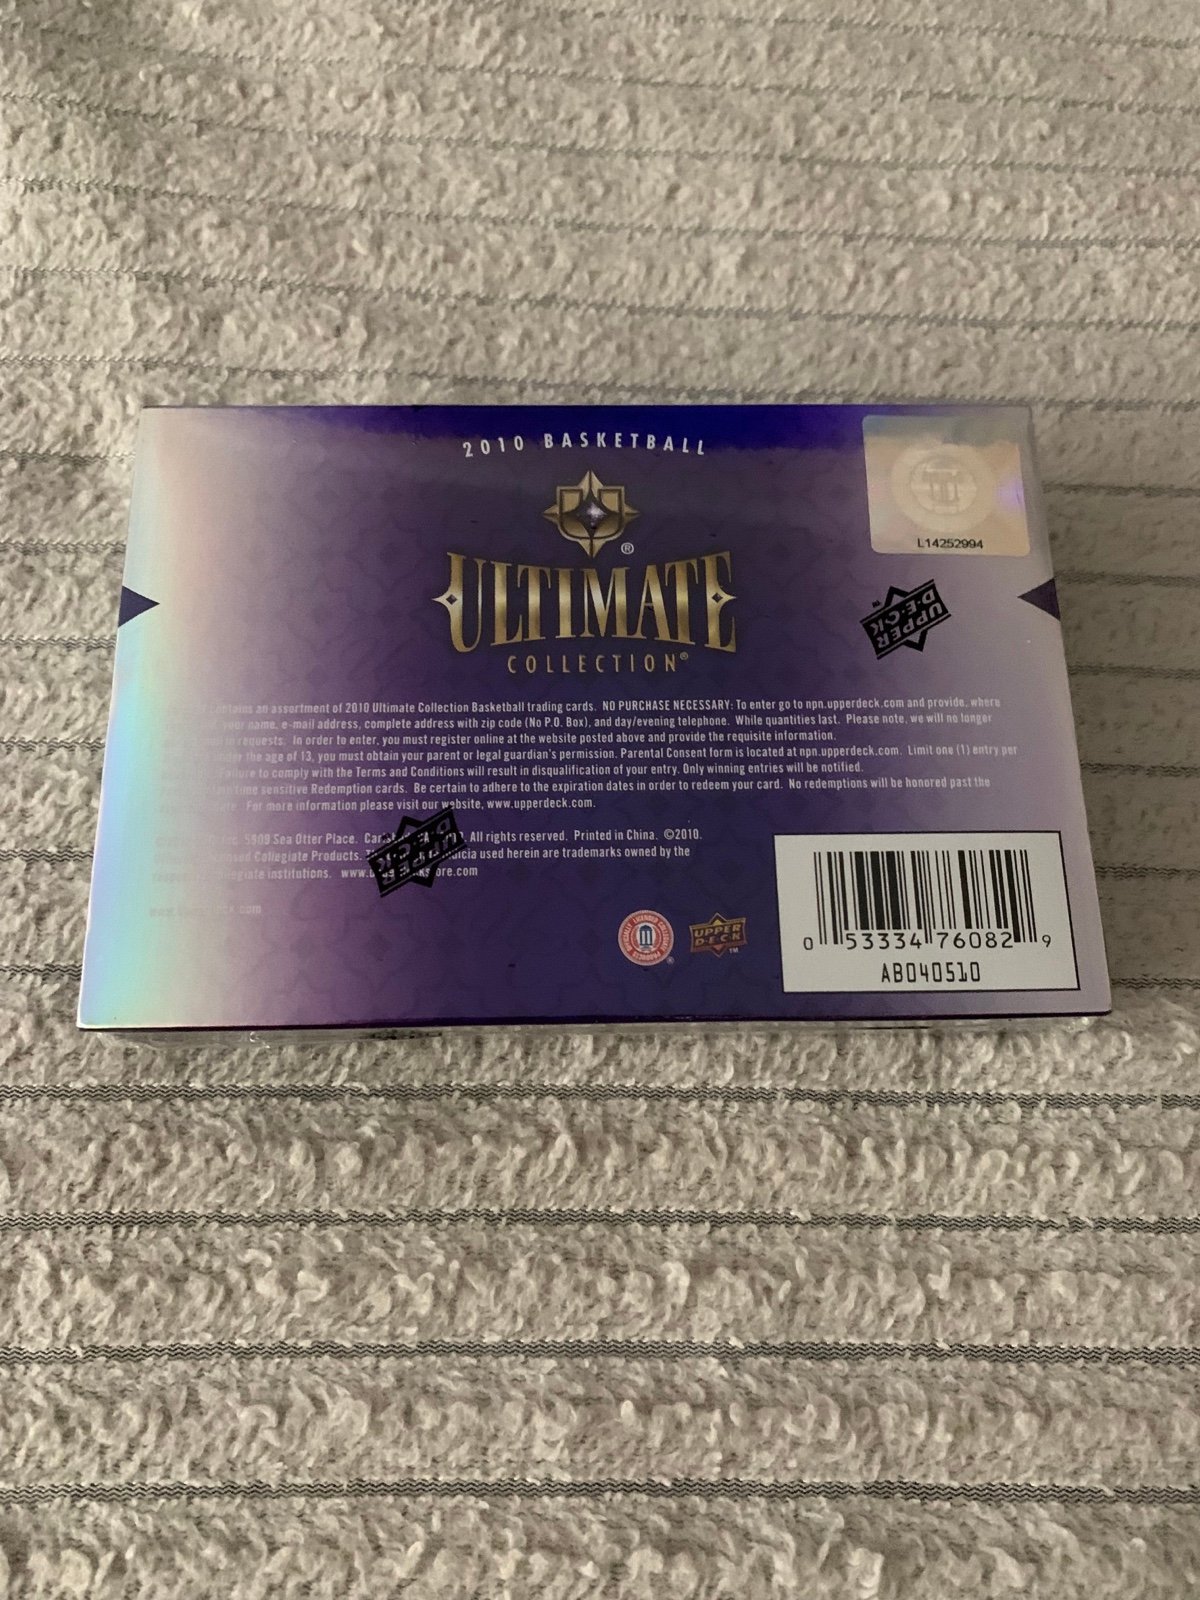 2010 BASKETBALL
®
ULTIMATE
COLLECTION®
L14252994
UPPER
D·E·C·K
contains an assortment of 2010 Ultimate Collection Basketball trading cards. NO PURCHASE NECESSARY: To enter go to npn.upperdeck.com and provide, where
your name, e-mail address, complete address with zip code (No P.O. Box), and day/evening telephone. While quantities last. Please note, we will no longer
requests. In order to enter, you must register online at the website posted above and provide the requisite information.
the age of 13, you must obtain your parent or legal guardian's permission. Parental Consent form is located at npn.upperdeck.com. Limit one (1) entry per
Failure to comply with the Terms and Conditions will result in disqualification of your entry. Only winning entries will be notified.
time sensitive Redemption cards. Be certain to adhere to the expiration dates in order to redeem your card. No redemptions will be honored past the
For more information please visit our website, www.upperdeck.com.
5909 Sea Otter Place. All rights reserved. Printed in China. ©2010.
Collegiate Products. used herein are trademarks owned by the
institutions.
UPPER
D·E·C·K
OFFICIALLY LICENSED COLLEGIATE PRODUCTS
®
UPPER
D·E·C·K
TM
0 53334 76082 9
AB040510